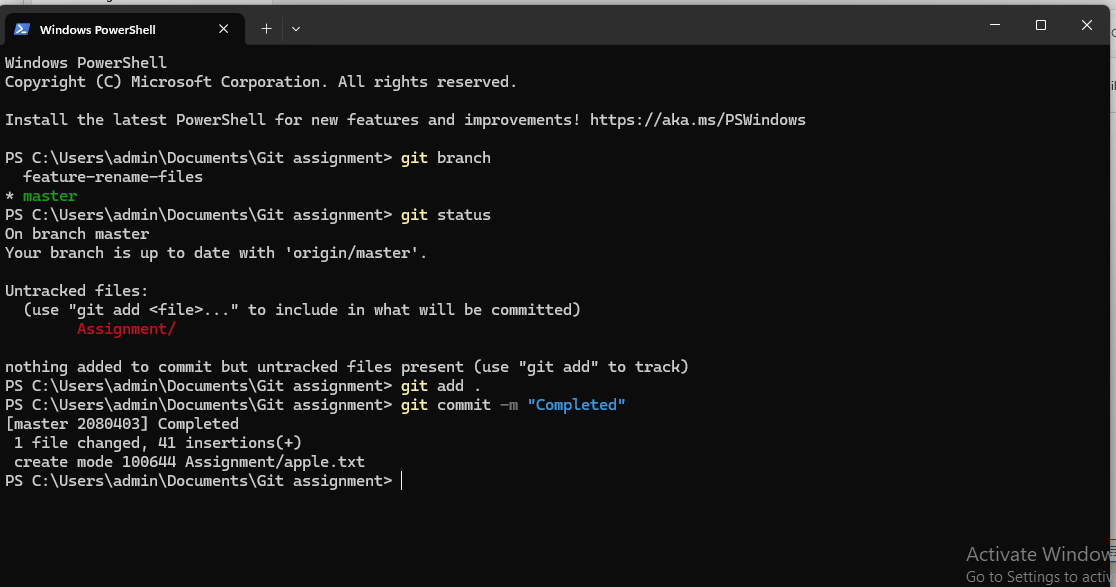 Windows PowerShell
Windows PowerShell
Copyright (C) Microsoft Corporation. All rights reserved.
Install the latest PowerShell for new features and improvements! https://aka.ms/PSWindows
PS C:\Users\admin\Documents\Git assignment> git branch
  feature-rename-files
* master
PS C:\Users\admin\Documents\Git assignment> git status
On branch master
Your branch is up to date with 'origin/master'.
Untracked files:
  (use "git add <file>..." to include in what will be committed)
        Assignment/
nothing added to commit but untracked files present (use "git add" to track)
PS C:\Users\admin\Documents\Git assignment> git add .
PS C:\Users\admin\Documents\Git assignment> git commit -m "Completed"
[master 2080403] Completed
 1 file changed, 41 insertions(+)
 create mode 100644 Assignment/apple.txt
PS C:\Users\admin\Documents\Git assignment>
Activate Window
Go to Settings to activ